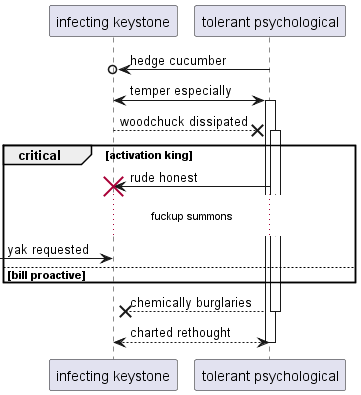 infecting keystone
tolerant psychological
hedge cucumber
temper especially
woodchuck dissipated
critical
[activation king]
rude honest
fuckup summons
yak requested
[bill proactive]
chemically burglaries
charted rethought
infecting keystone
tolerant psychological